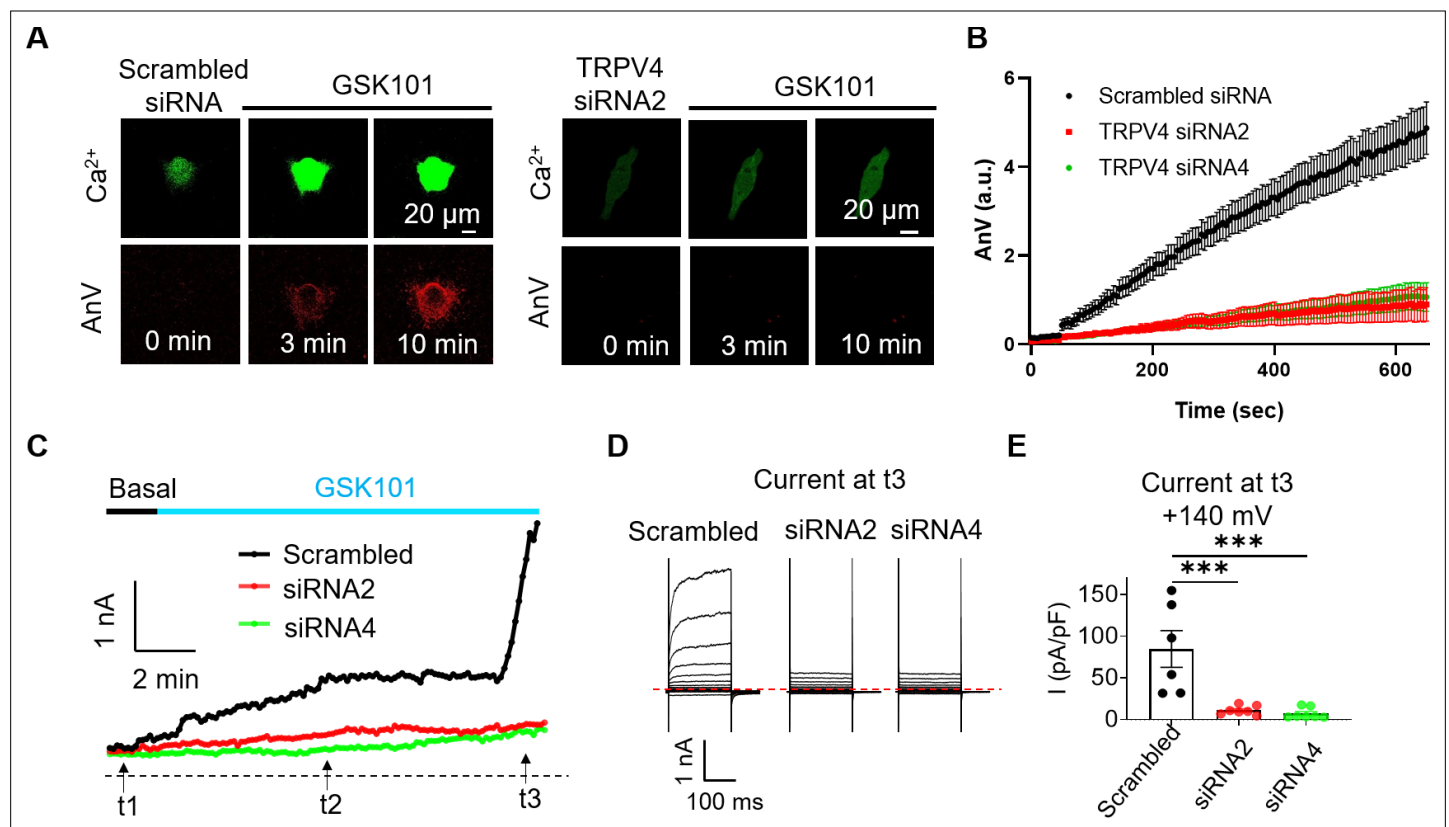 A
Scrambled
siRNA
GSK101
TRPV4
siRNA2
GSK101
Ca²⁺
20 µm
Ca²⁺
20 µm
AnV
0 min
3 min
10 min
AnV
0 min
3 min
10 min
B
AnV (a.u.)
6
4
2
0
Scrambled siRNA
TRPV4 siRNA2
TRPV4 siRNA4
0
200
400
600
Time (sec)
C
Basal
GSK101
Scrambled
siRNA2
siRNA4
1 nA
2 min
t1
t2
t3
D
Current at t3
Scrambled
siRNA2
siRNA4
1 nA
100 ms
E
Current at t3
+140 mV
***
***
I (pA/pF)
150
100
50
0
Scrambled
siRNA2
siRNA4